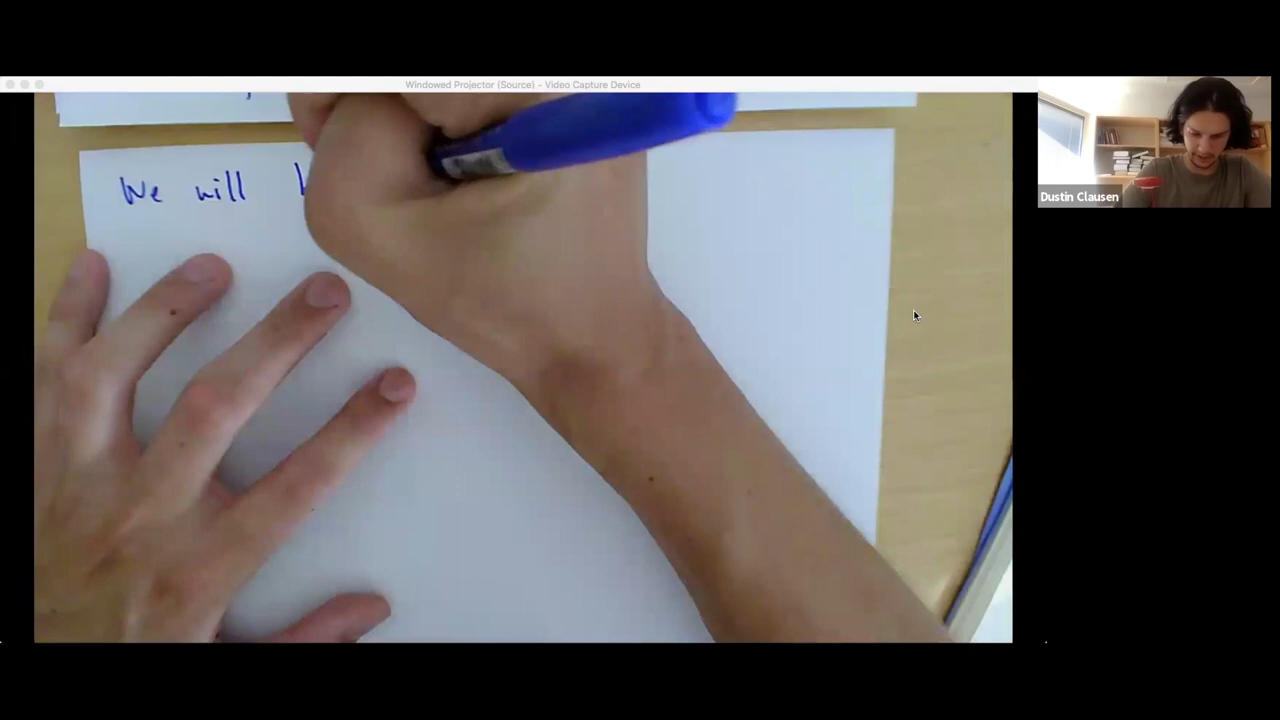 Windowed Projector (Source) - Video Capture Device
We will
Dustin Clausen